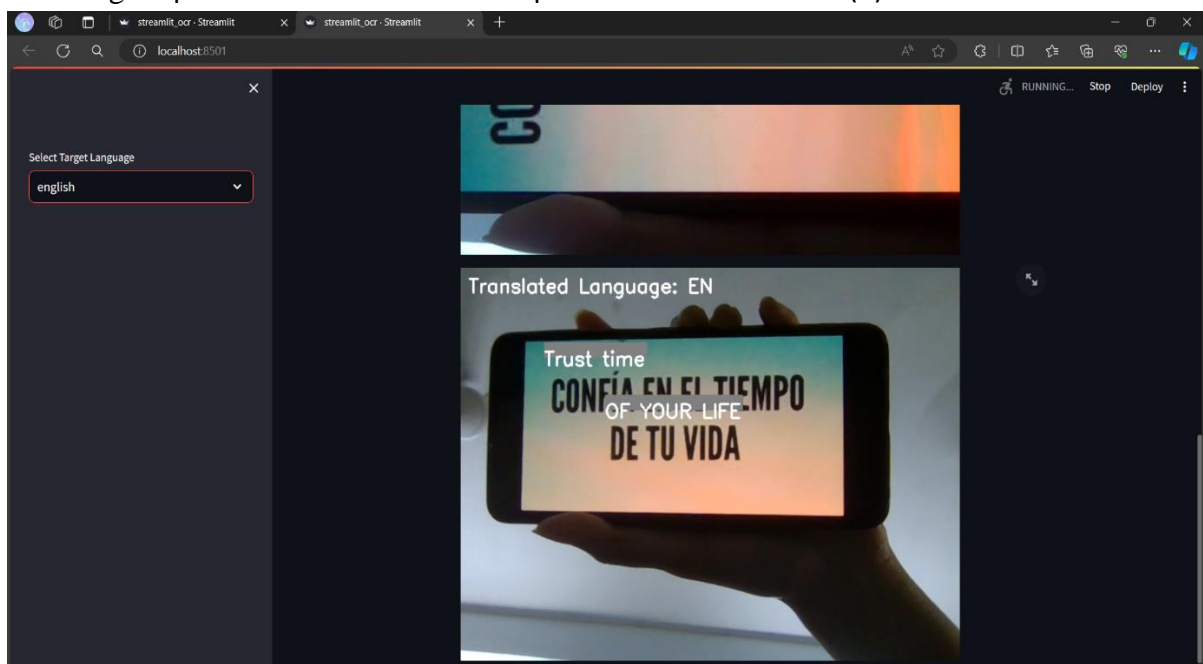 streamlit_ocr - Streamlit
streamlit_ocr - Streamlit
localhost:8501
RUNNING...
Stop
Deploy
Select Target Language
english
CO
Translated Language: EN
Trust time
CONFÍA EN EL TIEMPO
OF YOUR LIFE
DE TU VIDA